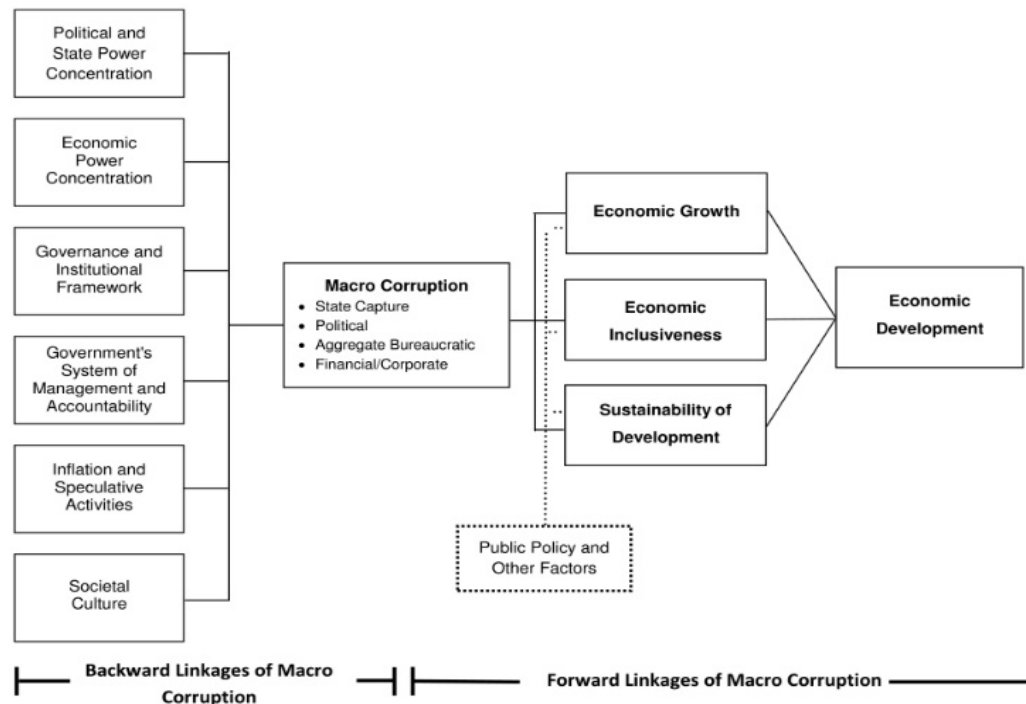 Political and
State Power
Concentration
Economic
Power
Concentration
Governance and
Institutional
Framework
Government's
System of
Management and
Accountability
Inflation and
Speculative
Activities
Societal
Culture
Macro Corruption
• State Capture
• Political
• Aggregate Bureaucratic
• Financial/Corporate
Economic Growth
Economic
Inclusiveness
Sustainability of
Development
Public Policy and
Other Factors
Economic
Development
Backward Linkages of Macro
Corruption
Forward Linkages of Macro Corruption